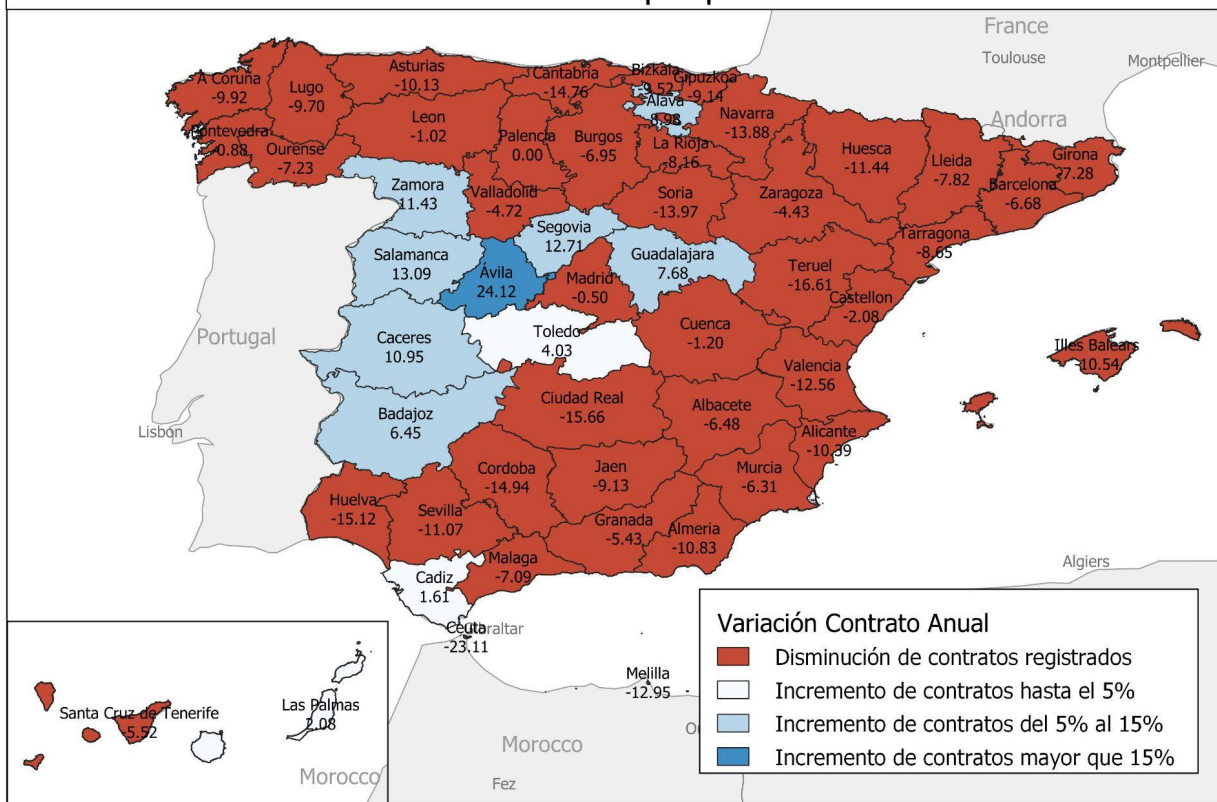 France
Toulouse
Montpellier
Andorra
A Coruña
-9.92
Lugo
-9.70
Asturias
-10.13
Cantabria
-14.76
Bizkaia
-9.52
Gipuzkoa
-9.14
Alava
8.98
Navarra
-13.88
Pontevedra
-0.88
Ourense
-7.23
Leon
-1.02
Palencia
0.00
Burgos
-6.95
La Rioja
-8.16
Huesca
-11.44
Lleida
-7.82
Girona
-7.28
Barcelona
-6.68
Zamora
11.43
Valladolid
-4.72
Soria
-13.97
Zaragoza
-4.43
Tarragona
-8.65
Salamanca
13.09
Segovia
12.71
Guadalajara
7.68
Teruel
-16.61
Ávila
24.12
Madrid
-0.50
Castellon
-2.08
Portugal
Caceres
10.95
Toledo
4.03
Cuenca
-1.20
Valencia
-12.56
Illes Balears
-10.54
Lisbon
Badajoz
6.45
Ciudad Real
-15.66
Albacete
-6.48
Alicante
-10.39
Huelva
-15.12
Sevilla
-11.07
Cordoba
-14.94
Jaen
-9.13
Murcia
-6.31
Granada
-5.43
Almeria
-10.83
Cadiz
1.61
Malaga
-7.09
Algiers
Ceuta
-23.11
Gibraltar
Melilla
-12.95
Morocco
Fez
Santa Cruz de Tenerife
-5.52
Las Palmas
2.08
Morocco
Variación Contrato Anual
Disminución de contratos registrados
Incremento de contratos hasta el 5%
Incremento de contratos del 5% al 15%
Incremento de contratos mayor que 15%